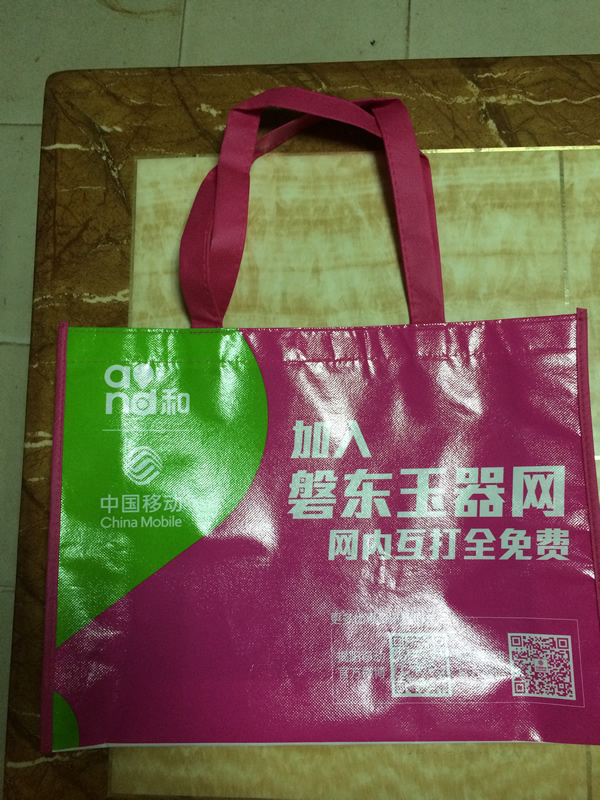 and和
中国移动
China Mobile
加入
磐东玉器网
网内互打全免费